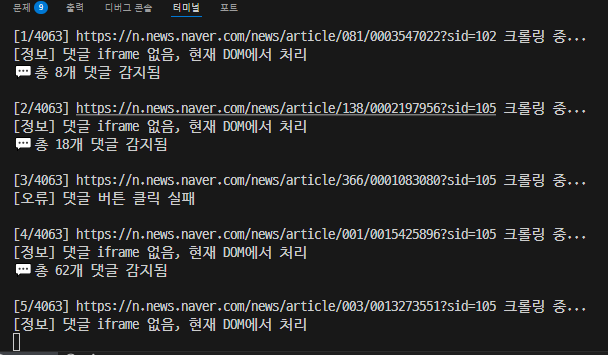 문제 9 출력 디버그 콘솔 터미널 포트
[1/4063] https://n.news.naver.com/news/article/081/0003547022?sid=102 크롤링 중...
[정보] 댓글 iframe 없음, 현재 DOM에서 처리
💬 총 8개 댓글 감지됨
[2/4063] https://n.news.naver.com/news/article/138/0002197956?sid=105 크롤링 중...
[정보] 댓글 iframe 없음, 현재 DOM에서 처리
💬 총 18개 댓글 감지됨
[3/4063] https://n.news.naver.com/news/article/366/0001083080?sid=105 크롤링 중...
[오류] 댓글 버튼 클릭 실패
[4/4063] https://n.news.naver.com/news/article/001/0015425896?sid=105 크롤링 중...
[정보] 댓글 iframe 없음, 현재 DOM에서 처리
💬 총 62개 댓글 감지됨
[5/4063] https://n.news.naver.com/news/article/003/0013273551?sid=105 크롤링 중...
[정보] 댓글 iframe 없음, 현재 DOM에서 처리